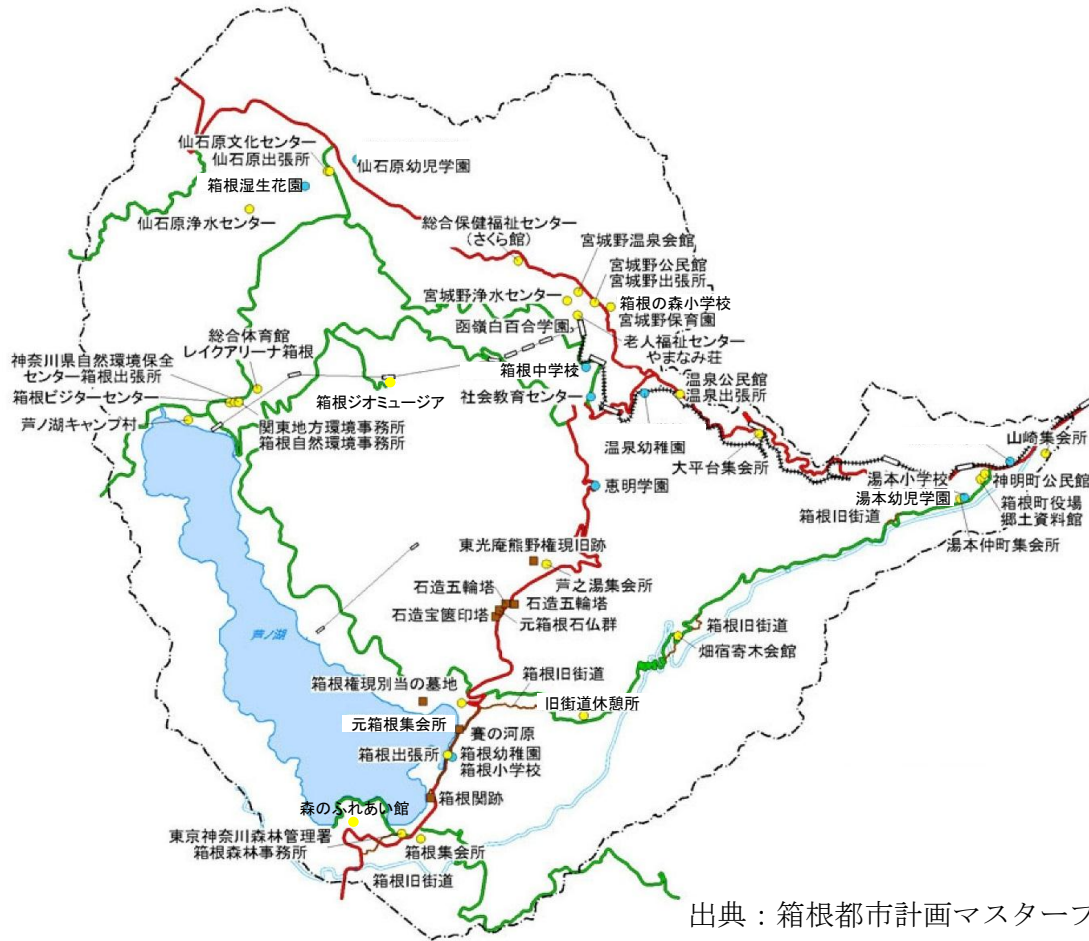 仙石原文化センター
仙石原出張所
仙石原幼児学園
箱根湿生花園
仙石原浄水センター
総合保健福祉センター
(さくら館)
宮城野温泉会館
宮城野公民館
宮城野出張所
宮城野浄水センター
箱根の森小学校
宮城野保育園
函嶺白百合学園
老人福祉センター
やまなみ荘
総合体育館
レイクアリーナ箱根
神奈川県自然環境保全
センター箱根出張所
箱根ビジターセンター
芦ノ湖キャンプ村
関東地方環境事務所
箱根自然環境事務所
箱根ジオミュージア
箱根中学校
社会教育センター
温泉公民館
温泉出張所
温泉幼稚園
大平台集会所
山崎集会所
湯本小学校
神明町公民館
湯本幼児学園
箱根町役場
郷土資料館
箱根旧街道
湯本仲町集会所
恵明学園
東光庵熊野権現旧跡
芦之湯集会所
石造五輪塔
石造五輪塔
石造宝篋印塔
元箱根石仏群
芦ノ湖
箱根旧街道
畑宿寄木会館
箱根旧街道
箱根権現別当の墓地
旧街道休憩所
元箱根集会所
賽の河原
箱根出張所
箱根幼稚園
箱根小学校
箱根関跡
森のふれあい館
東京神奈川森林管理署
箱根森林事務所
箱根集会所
箱根旧街道
出典：箱根都市計画マスタープ